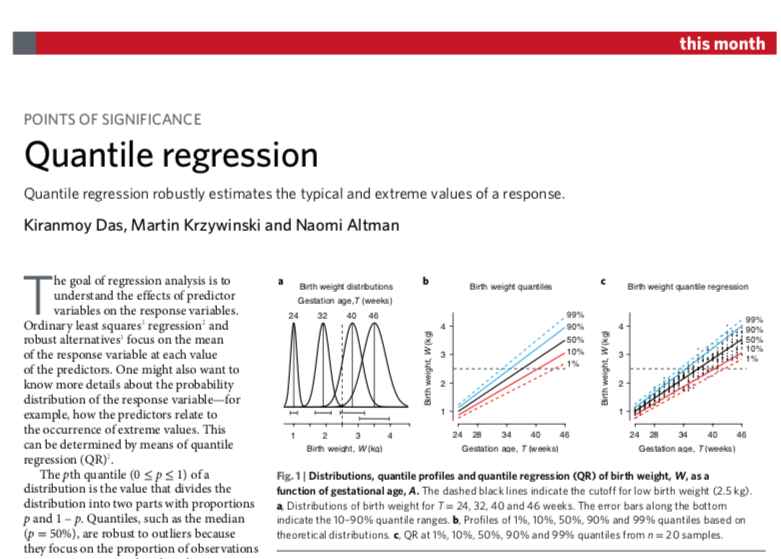 this month
POINTS OF SIGNIFICANCE
Quantile regression
Quantile regression robustly estimates the typical and extreme values of a response.
Kiranmoy Das, Martin Krzywinski and Naomi Altman
The goal of regression analysis is to
understand the effects of predictor
variables on the response variables.
Ordinary least squares¹ regression² and
robust alternatives³ focus on the mean
of the response variable at each value
of the predictors. One might also want to
know more details about the probability
distribution of the response variable—for
example, how the predictors relate to
the occurrence of extreme values. This
can be determined by means of quantile
regression (QR)².
The pth quantile (0 ≤ p ≤ 1) of a
distribution is the value that divides the
distribution into two parts with proportions
p and 1 – p. Quantiles, such as the median
(p = 50%), are robust to outliers because
they focus on the proportion of observations
a Birth weight distributions
Gestation age, T (weeks)
24 32 40 46
1 2 3 4
Birth weight, W (kg)
b Birth weight quantiles
99%
90%
50%
10%
1%
4
3
2
1
Birth weight, W (kg)
24 28 34 40 46
Gestation age, T (weeks)
c Birth weight quantile regression
99%
90%
50%
10%
1%
4
3
2
1
Birth weight, W (kg)
24 28 34 40 46
Gestation age, T (weeks)
Fig. 1 | Distributions, quantile profiles and quantile regression (QR) of birth weight, W, as a
function of gestational age, A. The dashed black lines indicate the cutoff for low birth weight (2.5 kg).
a, Distributions of birth weight for T = 24, 32, 40 and 46 weeks. The error bars along the bottom
indicate the 10–90% quantile ranges. b, Profiles of 1%, 10%, 50%, 90% and 99% quantiles based on
theoretical distributions. c, QR at 1%, 10%, 50%, 90% and 99% quantiles from n = 20 samples.